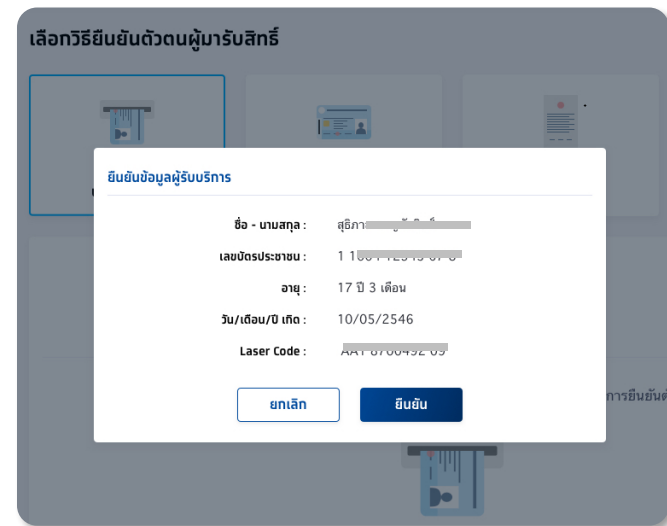 เลือกวิธียืนยันตัวตนผู้มารับสิทธิ์
ยืนยันข้อมูลผู้รับบริการ
ชื่อ - นามสกุล :
เลขบัตรประชาชน : 1
อายุ : 17 ปี 3 เดือน
วัน/เดือน/ปี เกิด : 10/05/2546
Laser Code :
ยกเลิก ยืนยัน